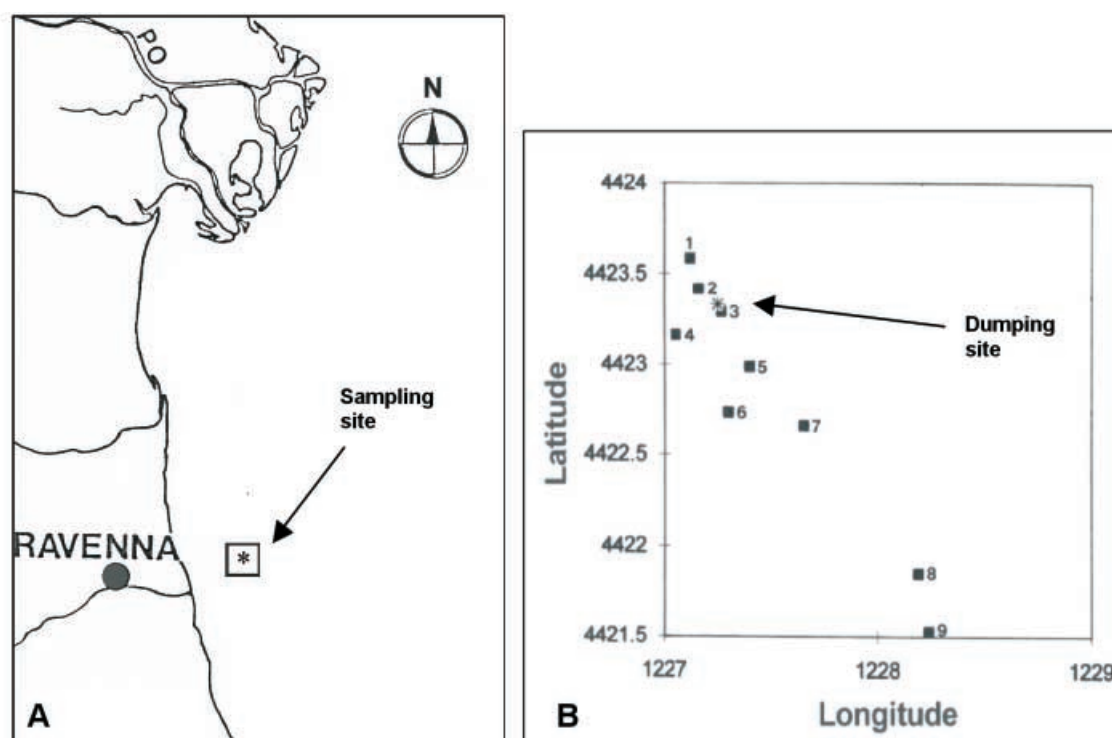 PO
N
Sampling
site
RAVENNA
*
A
4424
4423.5
4423
4422.5
4422
4421.5
Latitude
1
2
*
3
4
5
6
7
8
9
Dumping
site
1227
1228
1229
Longitude
B